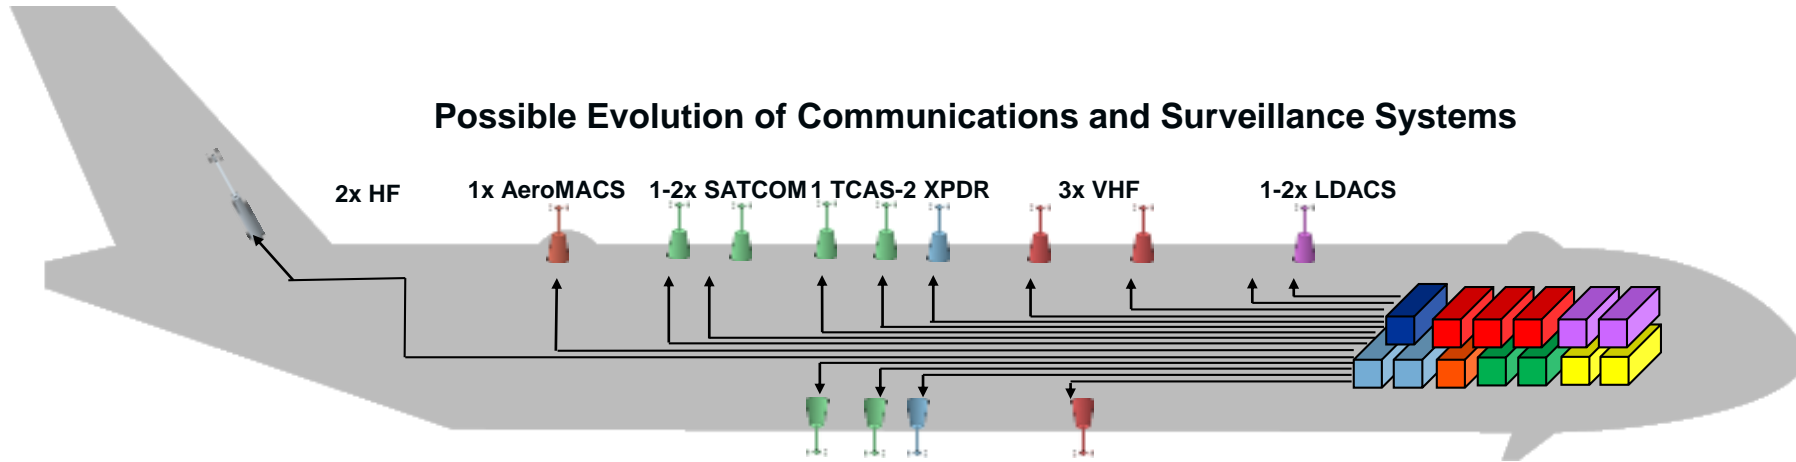 Possible Evolution of Communications and Surveillance Systems
2x HF
1x AeroMACS
1-2x SATCOM
1 TCAS-2 XPDR
3x VHF
1-2x LDACS